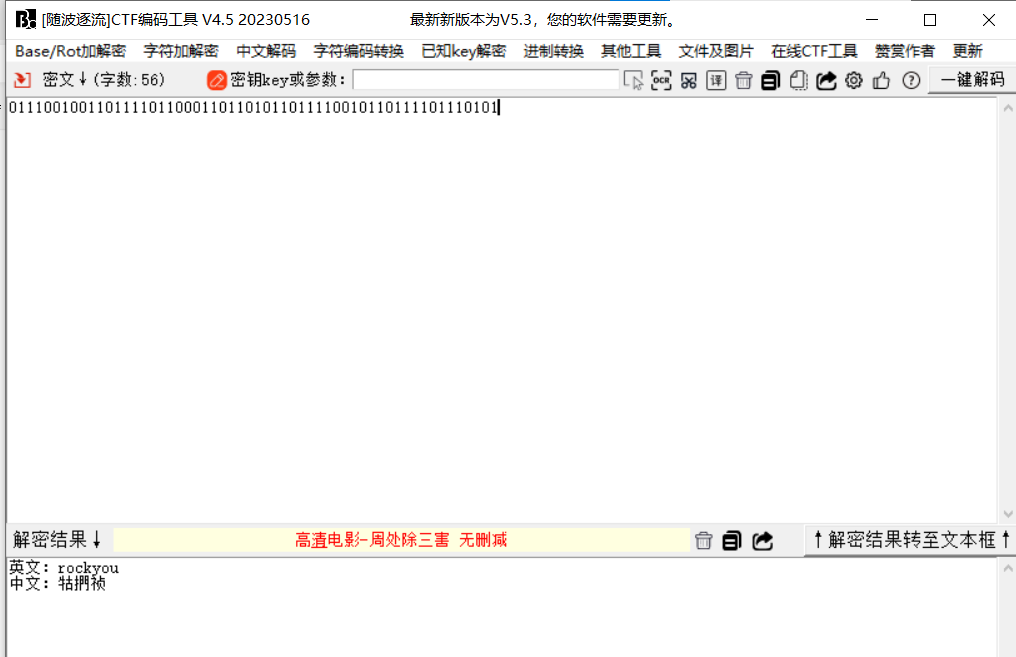 [随波逐流]CTF编码工具 V4.5 20230516 最新新版本为V5.3，您的软件需要更新。
Base/Rot加解密 字符加解密 中文解码 字符编码转换 已知key解密 进制转换 其他工具 文件及图片 在线CTF工具 赞赏作者 更新
密文↓(字数:56) 密钥key或参数: OCR 译 一键解码
01110010011011110110001101101011011110010110111101110101
解密结果↓ 高清电影-周处除三害 无删减 ↑解密结果转至文本框↑
英文: rockyou
中文: 牯捫祯